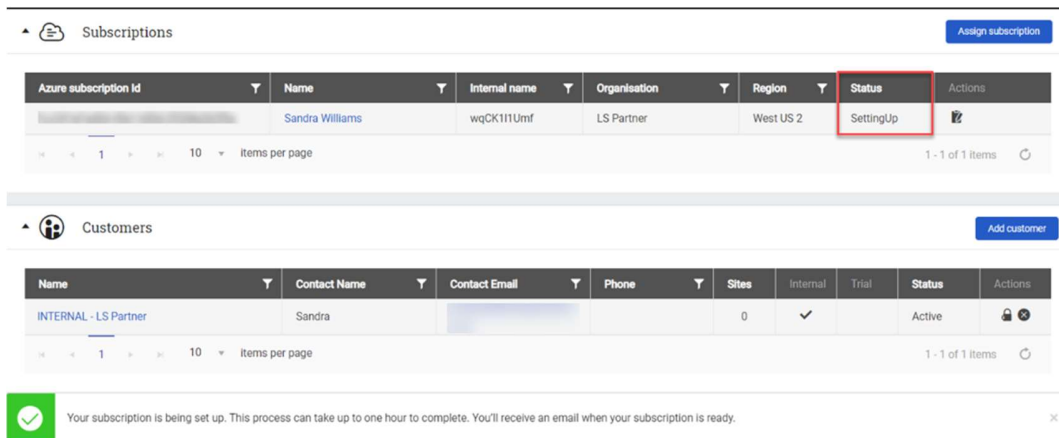 Subscriptions
Assign subscription
Azure subscription Id Name Internal name Organisation Region Status Actions
Sandra Williams wqCK1I1Umf LS Partner West US 2 SettingUp
1 10 items per page 1 - 1 of 1 items
Customers
Add customer
Name Contact Name Contact Email Phone Sites Internal Trial Status Actions
INTERNAL - LS Partner Sandra 0 Active
1 10 items per page 1 - 1 of 1 items
Your subscription is being set up. This process can take up to one hour to complete. You'll receive an email when your subscription is ready.